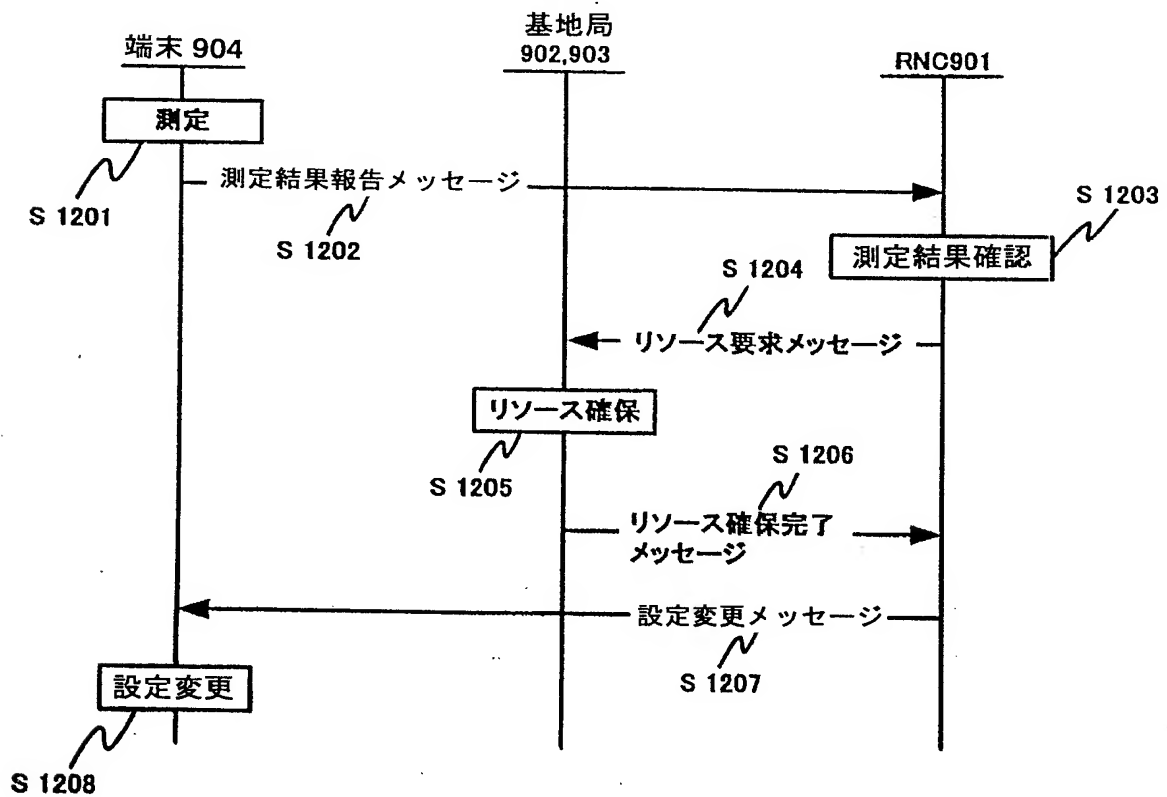 端末 904
基地局
902,903
RNC901
測定
S 1201
測定結果報告メッセージ
S 1202
S 1203
測定結果確認
S 1204
リソース要求メッセージ
リソース確保
S 1205
S 1206
リソース確保完了
メッセージ
設定変更メッセージ
S 1207
設定変更
S 1208